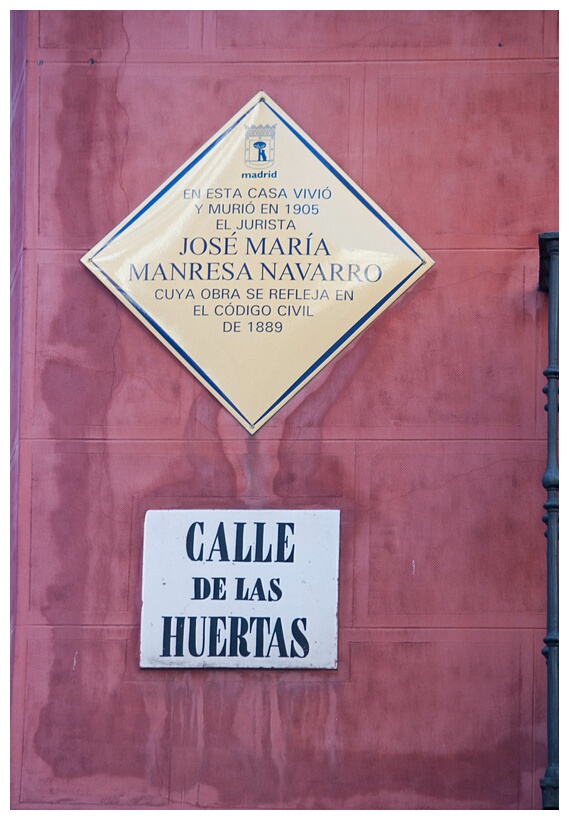 madrid
EN ESTA CASA VIVIÓ
Y MURIÓ EN 1905
EL JURISTA
JOSÉ MARÍA
MANRESA NAVARRO
CUYA OBRA SE REFLEJA EN
EL CÓDIGO CIVIL
DE 1889
CALLE
DE LAS
HUERTAS